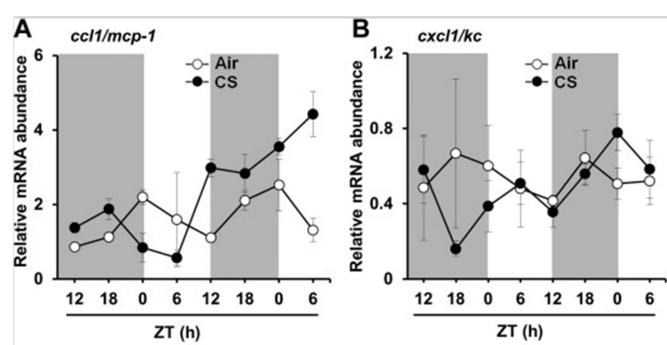 A
ccl1/mcp-1
Relative mRNA abundance
6
4
2
0
Air
CS
12 18 0 6 12 18 0 6
ZT (h)
B
cxcl1/kc
Relative mRNA abundance
1.2
0.8
0.4
0
Air
CS
12 18 0 6 12 18 0 6
ZT (h)